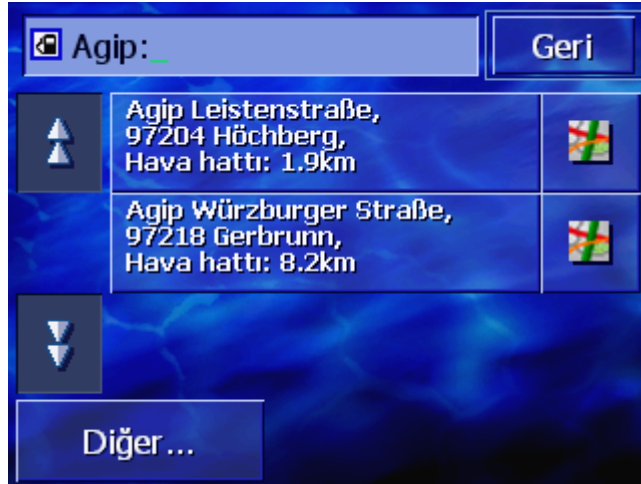 Agip:_
Geri
Agip Leistenstraße,
97204 Höchberg,
Hava hattı: 1.9km
Agip Würzburger Straße,
97218 Gerbrunn,
Hava hattı: 8.2km
Diğer...